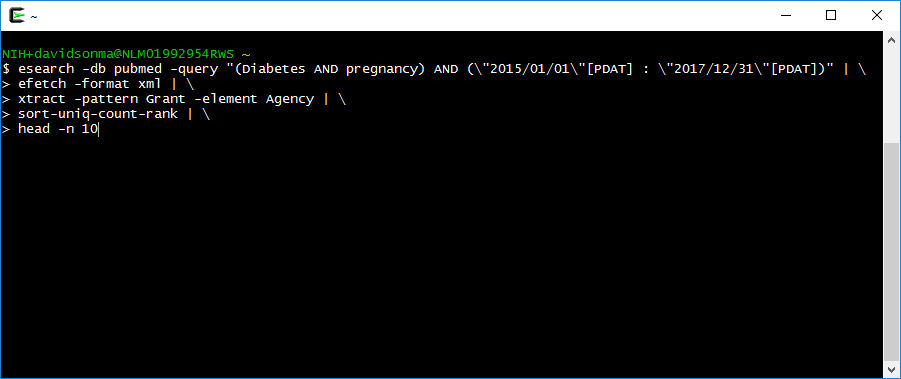 ~
NIH+davidsonma@NLM01992954RWS ~
$ esearch -db pubmed -query "(Diabetes AND pregnancy) AND (\"2015/01/01\"[PDAT] : \"2017/12/31\"[PDAT])" | \
> efetch -format xml | \
> xtract -pattern Grant -element Agency | \
> sort-uniq-count-rank | \
> head -n 10